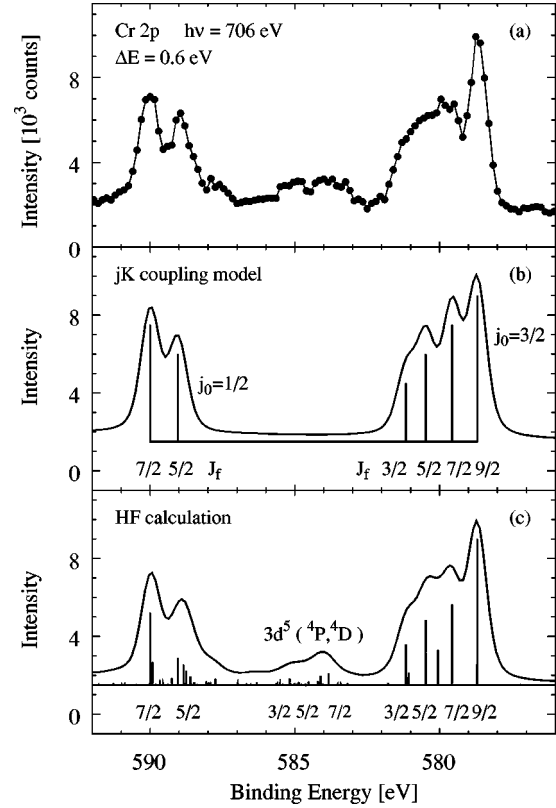 Cr 2p hν = 706 eV (a)
ΔE = 0.6 eV
8
4
0
Intensity [10³ counts]
jK coupling model (b)
j₀=3/2
j₀=1/2
8
4
0
Intensity
7/2 5/2 J_f J_f 3/2 5/2 7/2 9/2
HF calculation (c)
3d⁵ ( ⁴P,⁴D )
8
4
0
Intensity
7/2 5/2 3/2 5/2 7/2 3/2 5/2 7/2 9/2
590 585 580
Binding Energy [eV]